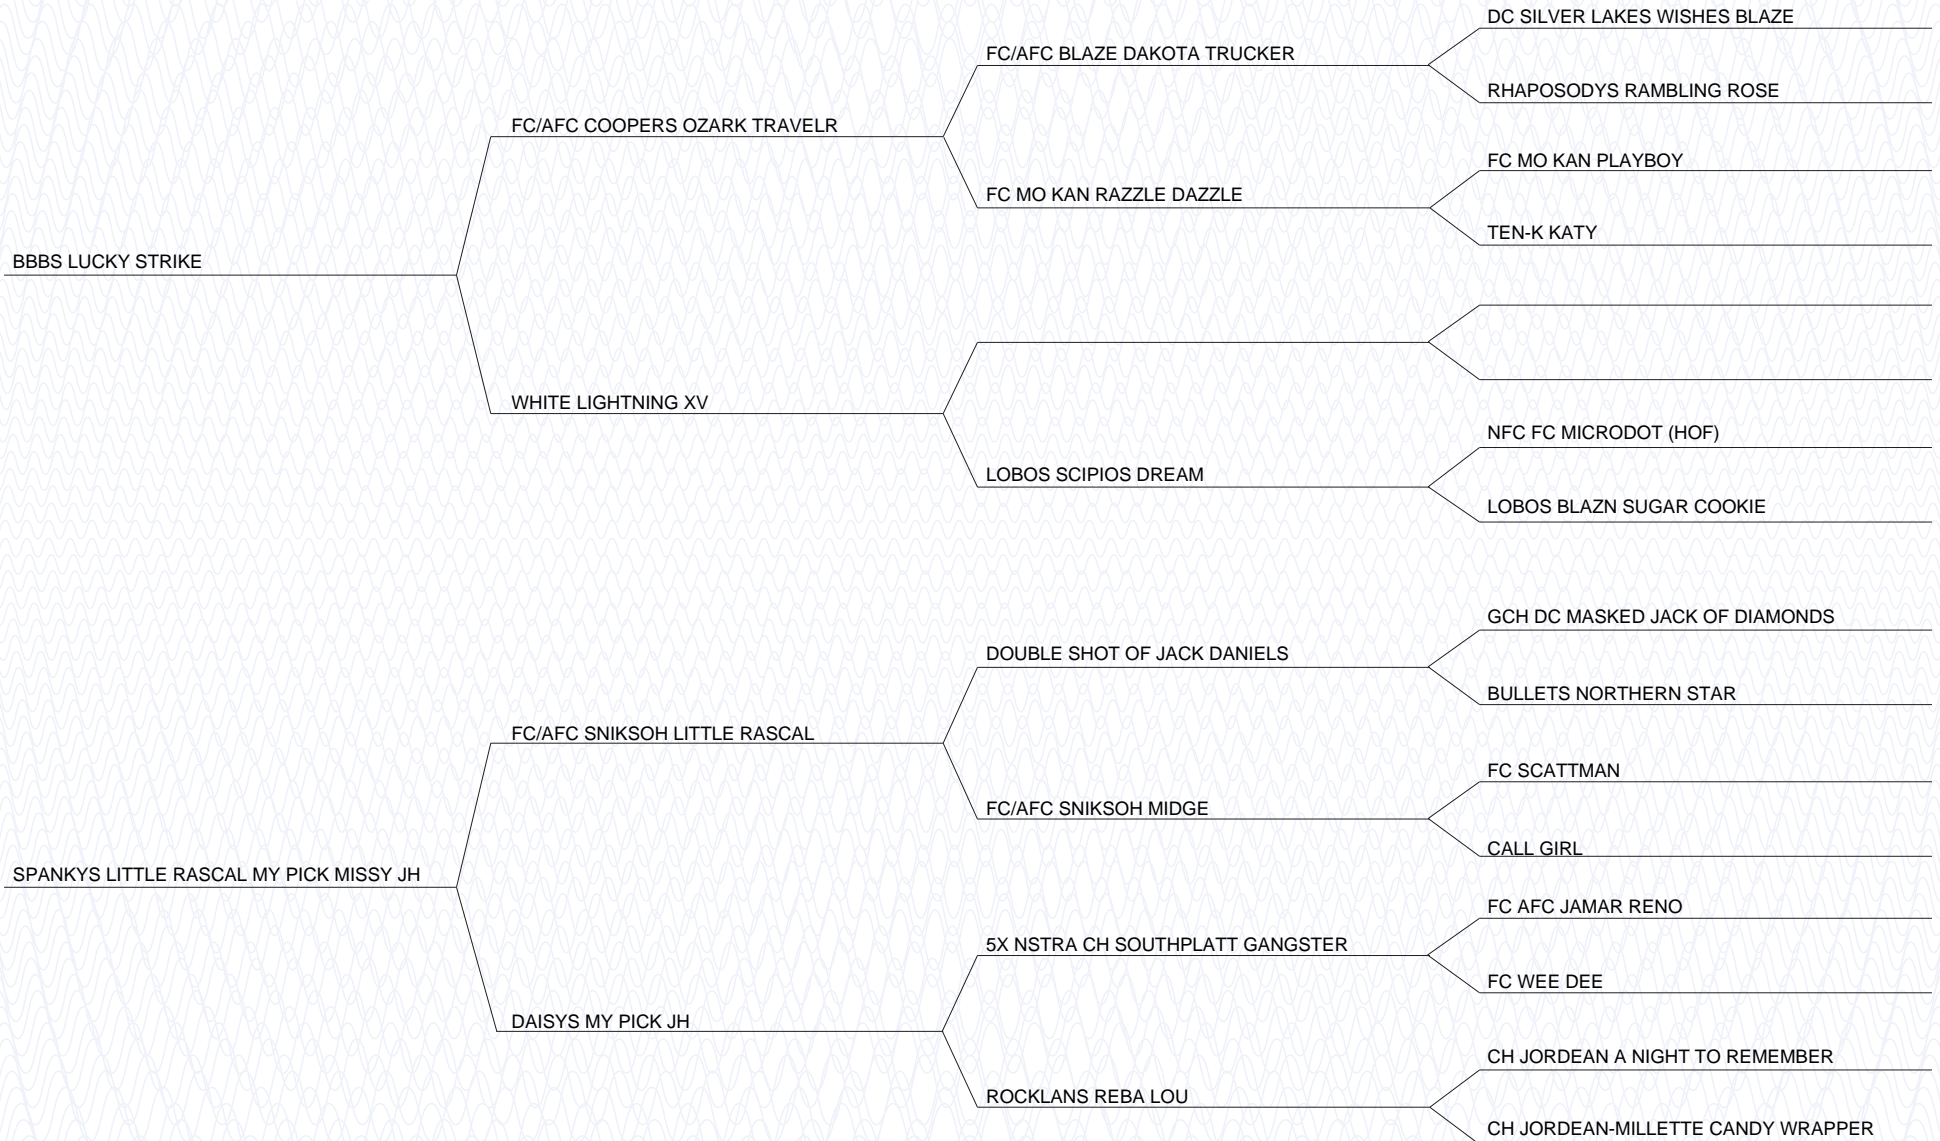 DC SILVER LAKES WISHES BLAZE
FC/AFC BLAZE DAKOTA TRUCKER
RHAPOSODYS RAMBLING ROSE
FC/AFC COOPERS OZARK TRAVELR
FC MO KAN PLAYBOY
FC MO KAN RAZZLE DAZZLE
TEN-K KATY
BBBS LUCKY STRIKE
WHITE LIGHTNING XV
NFC FC MICRODOT (HOF)
LOBOS SCIPIOS DREAM
LOBOS BLAZN SUGAR COOKIE
GCH DC MASKED JACK OF DIAMONDS
DOUBLE SHOT OF JACK DANIELS
BULLETS NORTHERN STAR
FC/AFC SNIKSOH LITTLE RASCAL
FC SCATTMAN
FC/AFC SNIKSOH MIDGE
CALL GIRL
SPANKYS LITTLE RASCAL MY PICK MISSY JH
FC AFC JAMAR RENO
5X NSTRA CH SOUTHPLATT GANGSTER
FC WEE DEE
DAISYS MY PICK JH
CH JORDEAN A NIGHT TO REMEMBER
ROCKLANS REBA LOU
CH JORDEAN-MILLETTE CANDY WRAPPER